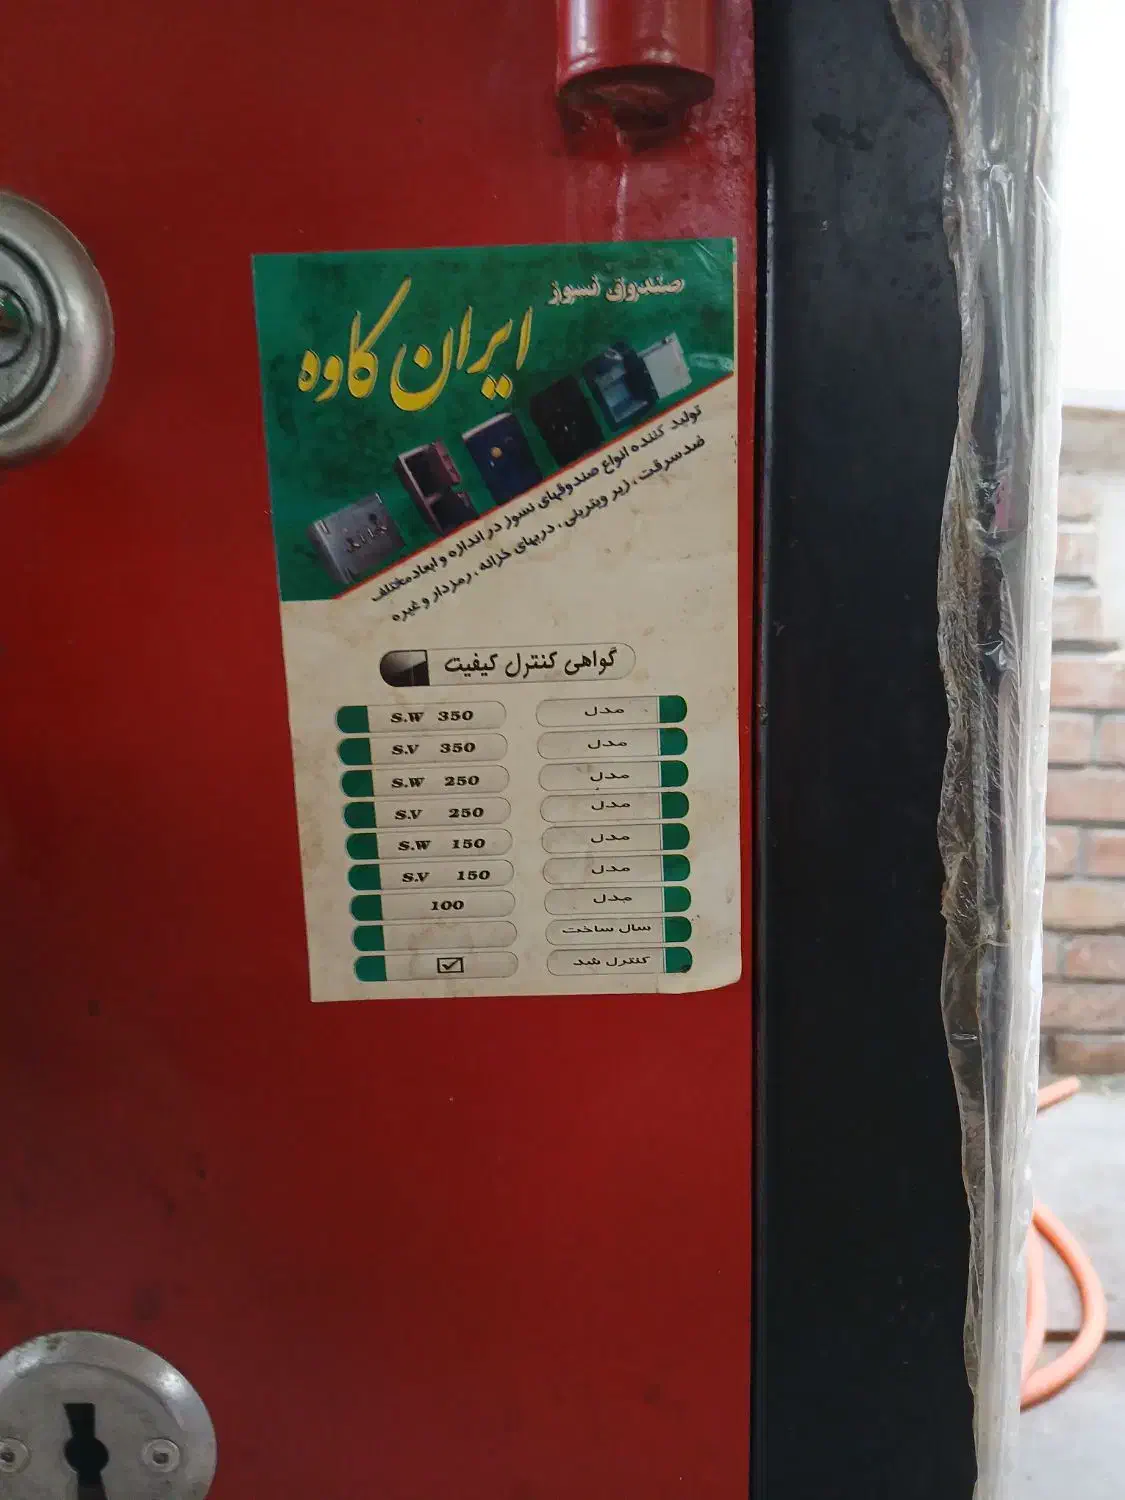 صندوق نسوز
ایران کاوه
تولید کننده انواع صندوقهای نسوز در اندازه و ابعاد مختلف
ضدسرقت ، زیر ویترینی ، دربهای خزانه ، رمزدار و غیره
گواهی کنترل کیفیت
مدل S.W 350
مدل S.V 350
مدل S.W 250
مدل S.V 250
مدل S.W 150
مدل S.V 150
مدل 100
سال ساخت
کنترل شد ☑